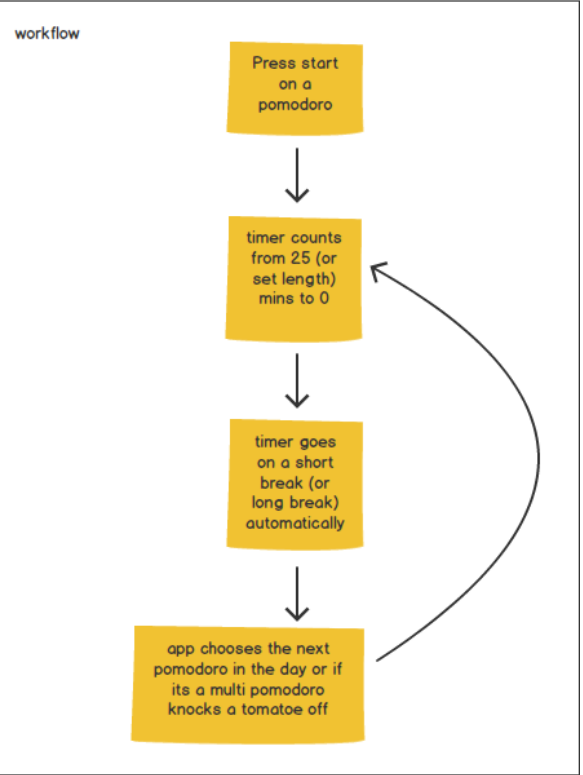 workflow
Press start
on a
pomodoro
timer counts
from 25 (or
set length)
mins to 0
timer goes
on a short
break (or
long break)
automatically
app chooses the next
pomodoro in the day or if
its a multi pomodoro
knocks a tomatoe off